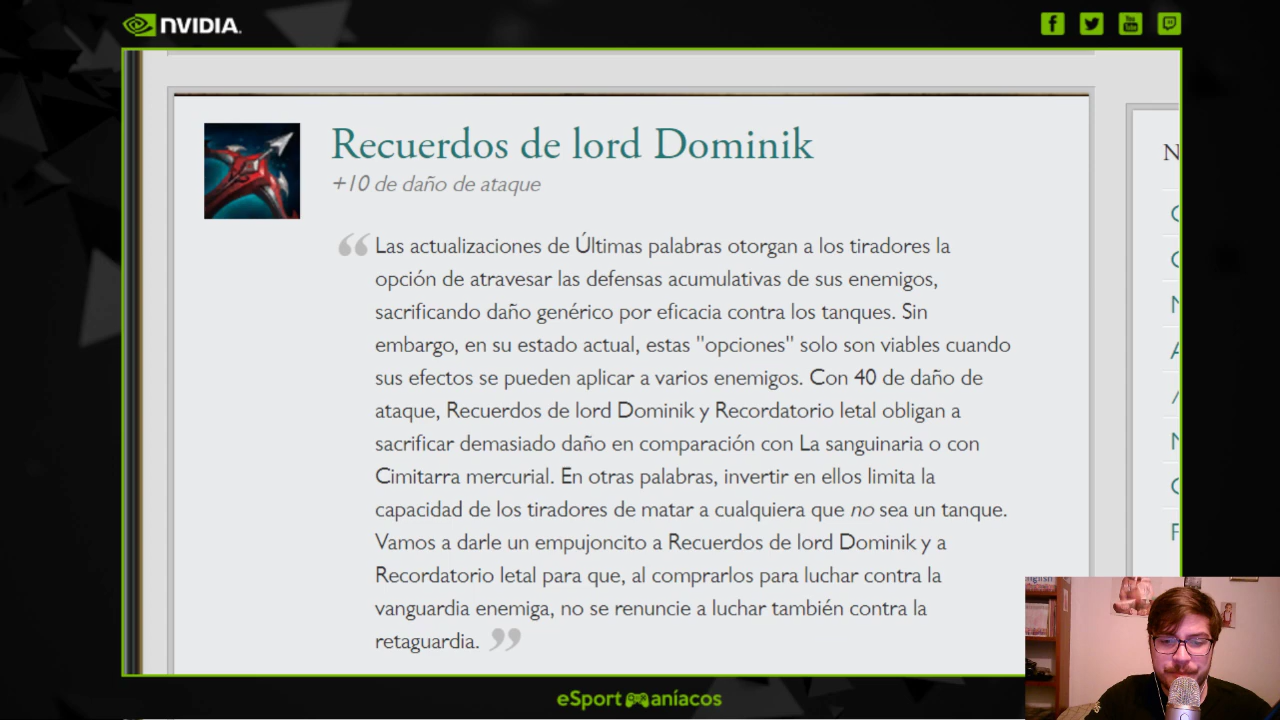 NVIDIA.
Recuerdos de lord Dominik
+10 de daño de ataque
“ Las actualizaciones de Últimas palabras otorgan a los tiradores la
opción de atravesar las defensas acumulativas de sus enemigos,
sacrificando daño genérico por eficacia contra los tanques. Sin
embargo, en su estado actual, estas "opciones" solo son viables cuando
sus efectos se pueden aplicar a varios enemigos. Con 40 de daño de
ataque, Recuerdos de lord Dominik y Recordatorio letal obligan a
sacrificar demasiado daño en comparación con La sanguinaria o con
Cimitarra mercurial. En otras palabras, invertir en ellos limita la
capacidad de los tiradores de matar a cualquiera que no sea un tanque.
Vamos a darle un empujoncito a Recuerdos de lord Dominik y a
Recordatorio letal para que, al comprarlos para luchar contra la
vanguardia enemiga, no se renuncie a luchar también contra la
retaguardia. ”
N
A
N
F
English
eSportmaníacos